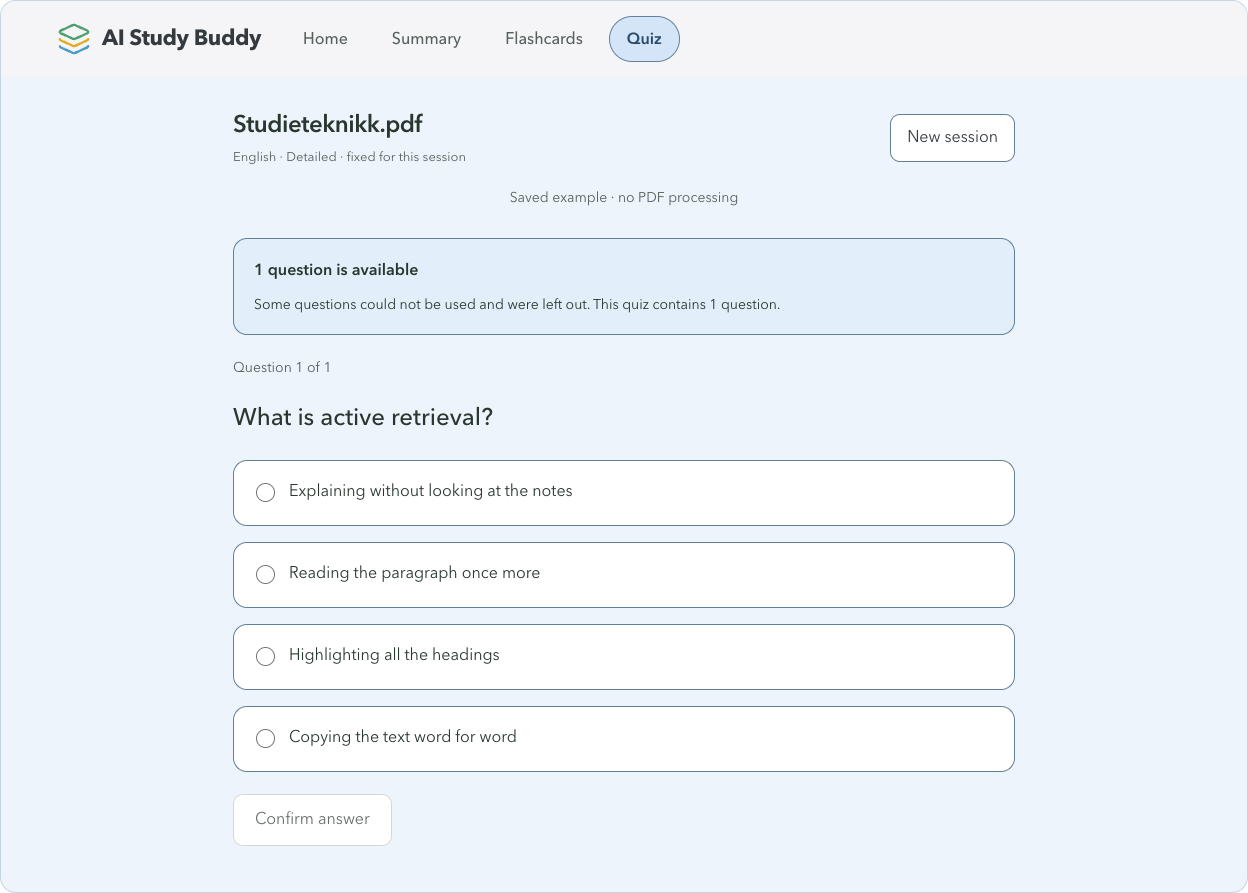 AI Study Buddy
Home
Summary
Flashcards
Quiz
Studieteknikk.pdf
New session
English · Detailed · fixed for this session
Saved example · no PDF processing
1 question is available
Some questions could not be used and were left out. This quiz contains 1 question.
Question 1 of 1
What is active retrieval?
Explaining without looking at the notes
Reading the paragraph once more
Highlighting all the headings
Copying the text word for word
Confirm answer